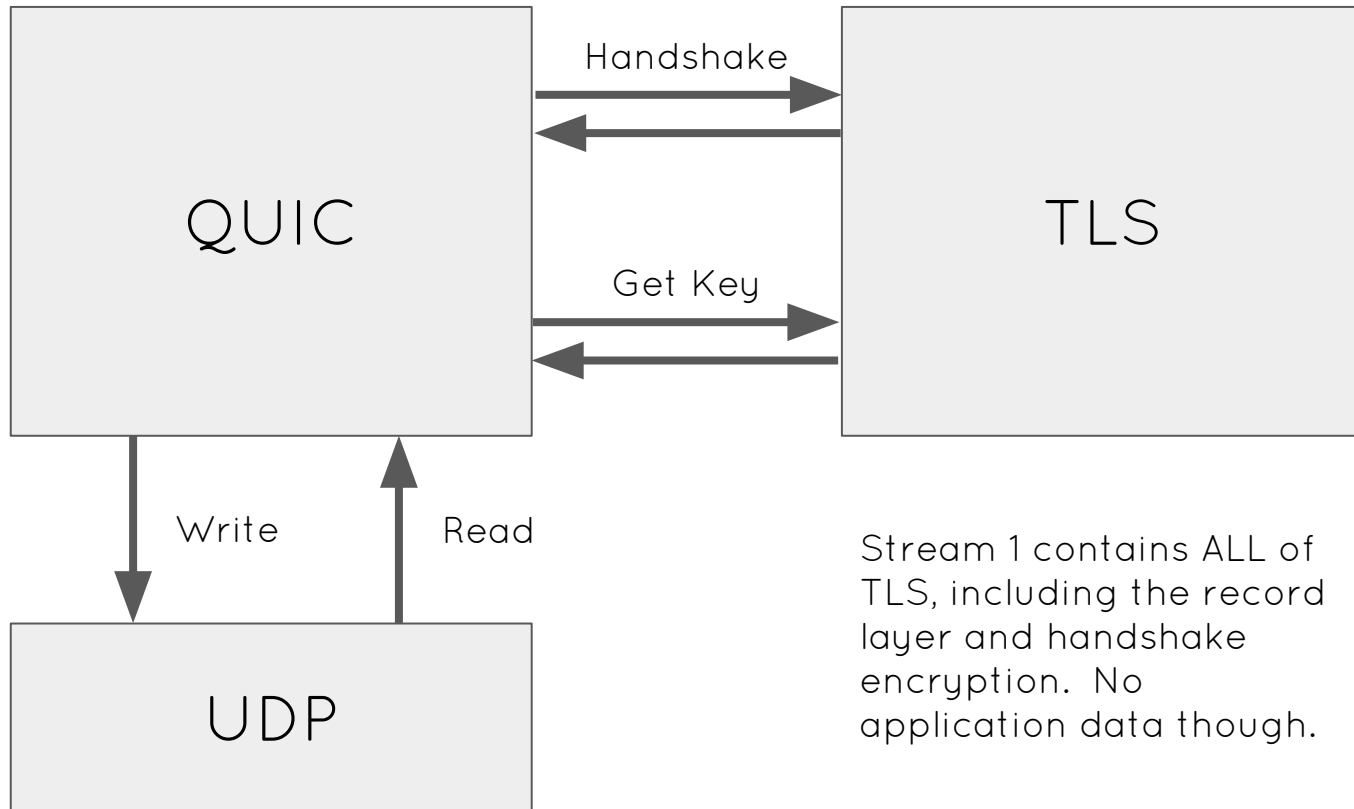 Handshake
QUIC
TLS
Get Key
Write
Read
Stream 1 contains ALL of
TLS, including the record
layer and handshake
encryption.  No
application data though.
UDP